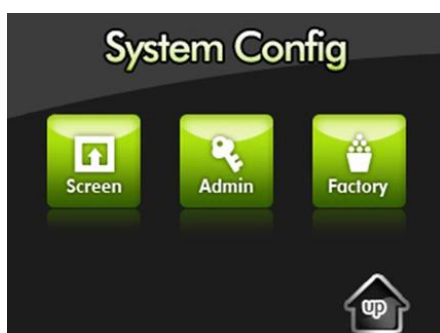 System Config
Screen
Admin
Factory
up